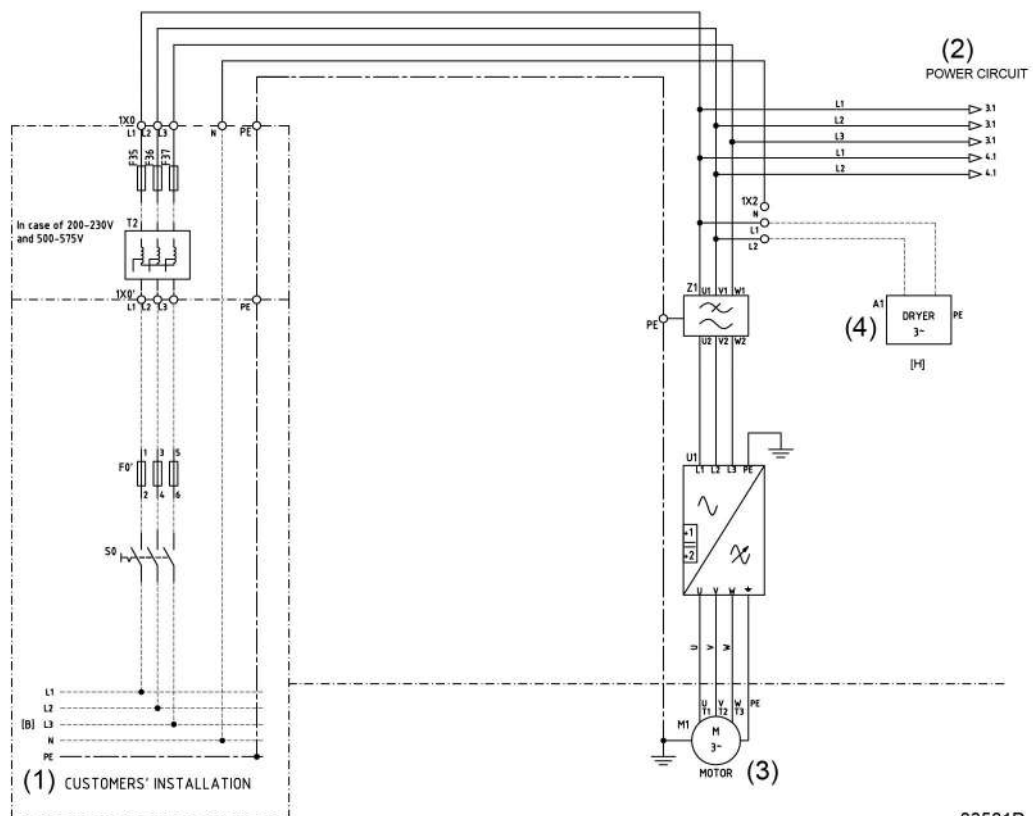 (2)
POWER CIRCUIT
L1 3.1
L2 3.1
L3 3.1
L1 4.1
L2 4.1
1X0
L1 L2 L3 N PE
F35 F36 F37
In case of 200-230V
and 500-575V
T2
1X2
N
L1
L2
1X0'
L1 L2 L3 PE
Z1 U1 V1 W1
PE
U2 V2 W2
A1
DRYER
3~
PE
(4)
[H]
1 3 5
F0'
2 4 6
U1
L1 L2 L3 PE
+1
+2
S0
U V W
U V W
L1
L2
[B] L3
N
PE
U V W PE
T1 T2 T3
M1
M
3~
MOTOR
(3)
(1) CUSTOMERS' INSTALLATION